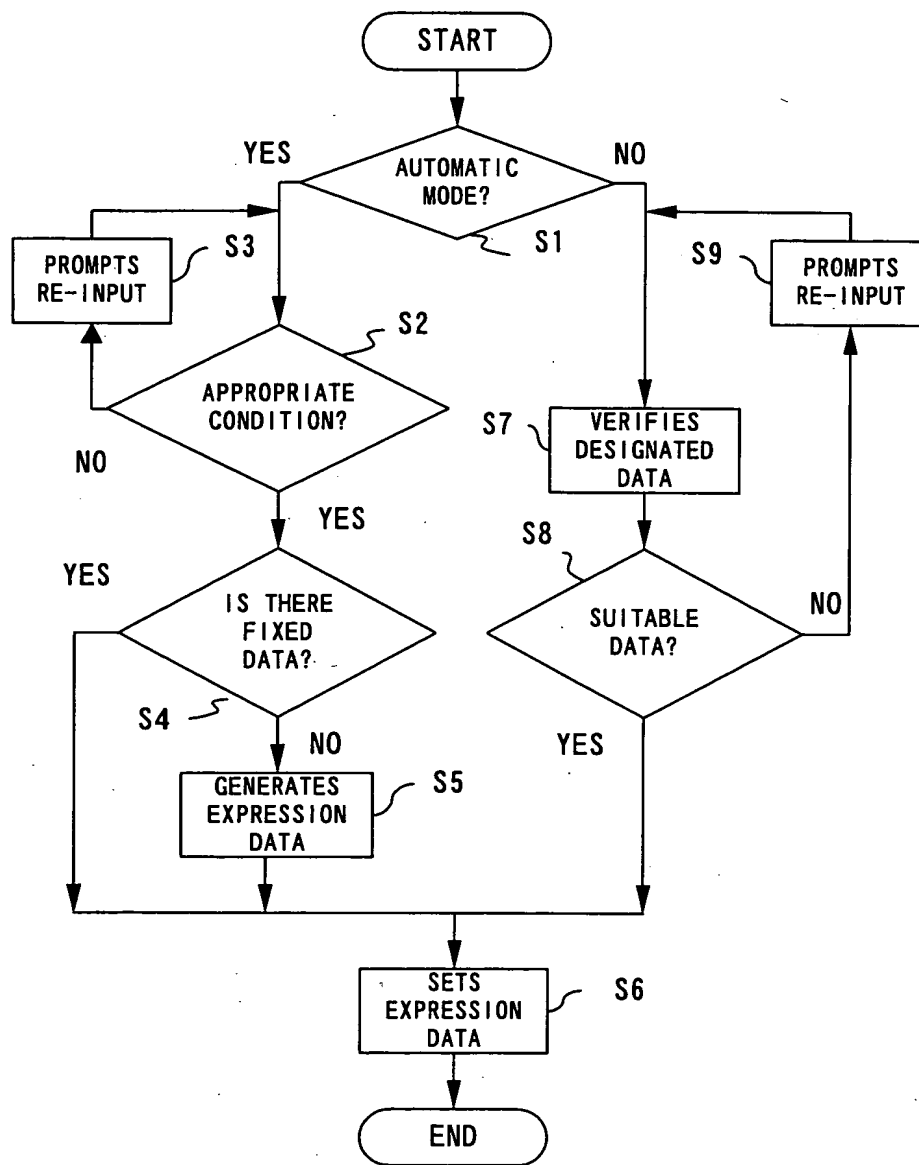 START
YES
AUTOMATIC
MODE?
NO
S1
PROMPTS
RE-INPUT
S3
S9
PROMPTS
RE-INPUT
S2
APPROPRIATE
CONDITION?
NO
YES
S7
VERIFIES
DESIGNATED
DATA
S8
YES
IS THERE
FIXED
DATA?
S4
NO
SUITABLE
DATA?
NO
YES
GENERATES
EXPRESSION
DATA
S5
SETS
EXPRESSION
DATA
S6
END